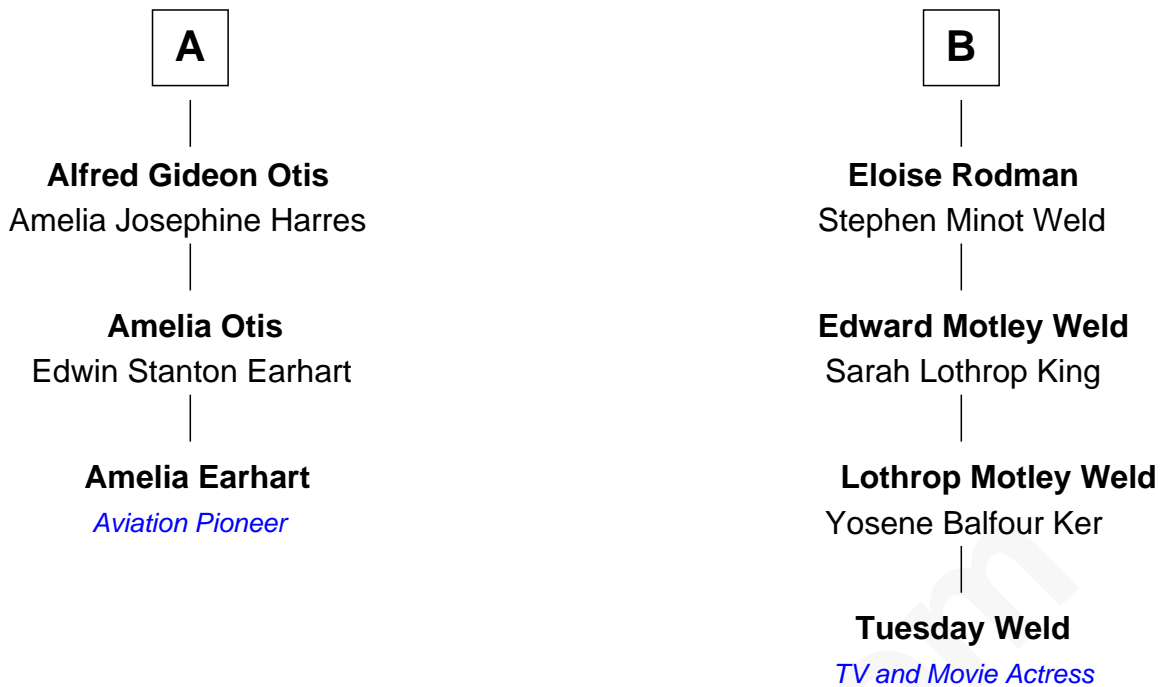 A
Alfred Gideon Otis
Amelia Josephine Harres
Amelia Otis
Edwin Stanton Earhart
Amelia Earhart
Aviation Pioneer
B
Eloise Rodman
Stephen Minot Weld
Edward Motley Weld
Sarah Lothrop King
Lothrop Motley Weld
Yosene Balfour Ker
Tuesday Weld
TV and Movie Actress